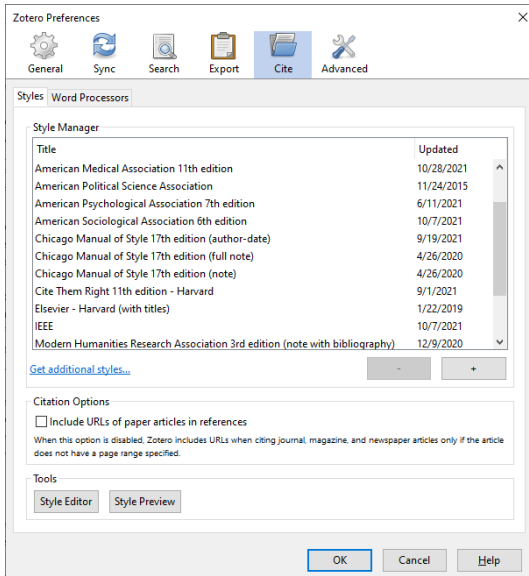 Zotero Preferences
General Sync Search Export Cite Advanced
Styles Word Processors
Style Manager
Title Updated
American Medical Association 11th edition 10/28/2021
American Political Science Association 11/24/2015
American Psychological Association 7th edition 6/11/2021
American Sociological Association 6th edition 10/7/2021
Chicago Manual of Style 17th edition (author-date) 9/19/2021
Chicago Manual of Style 17th edition (full note) 4/26/2020
Chicago Manual of Style 17th edition (note) 4/26/2020
Cite Them Right 11th edition - Harvard 9/1/2021
Elsevier - Harvard (with titles) 1/22/2019
IEEE 10/7/2021
Modern Humanities Research Association 3rd edition (note with bibliography) 12/9/2020
Get additional styles... - +
Citation Options
Include URLs of paper articles in references
When this option is disabled, Zotero includes URLs when citing journal, magazine, and newspaper articles only if the article
does not have a page range specified.
Tools
Style Editor Style Preview
OK Cancel Help